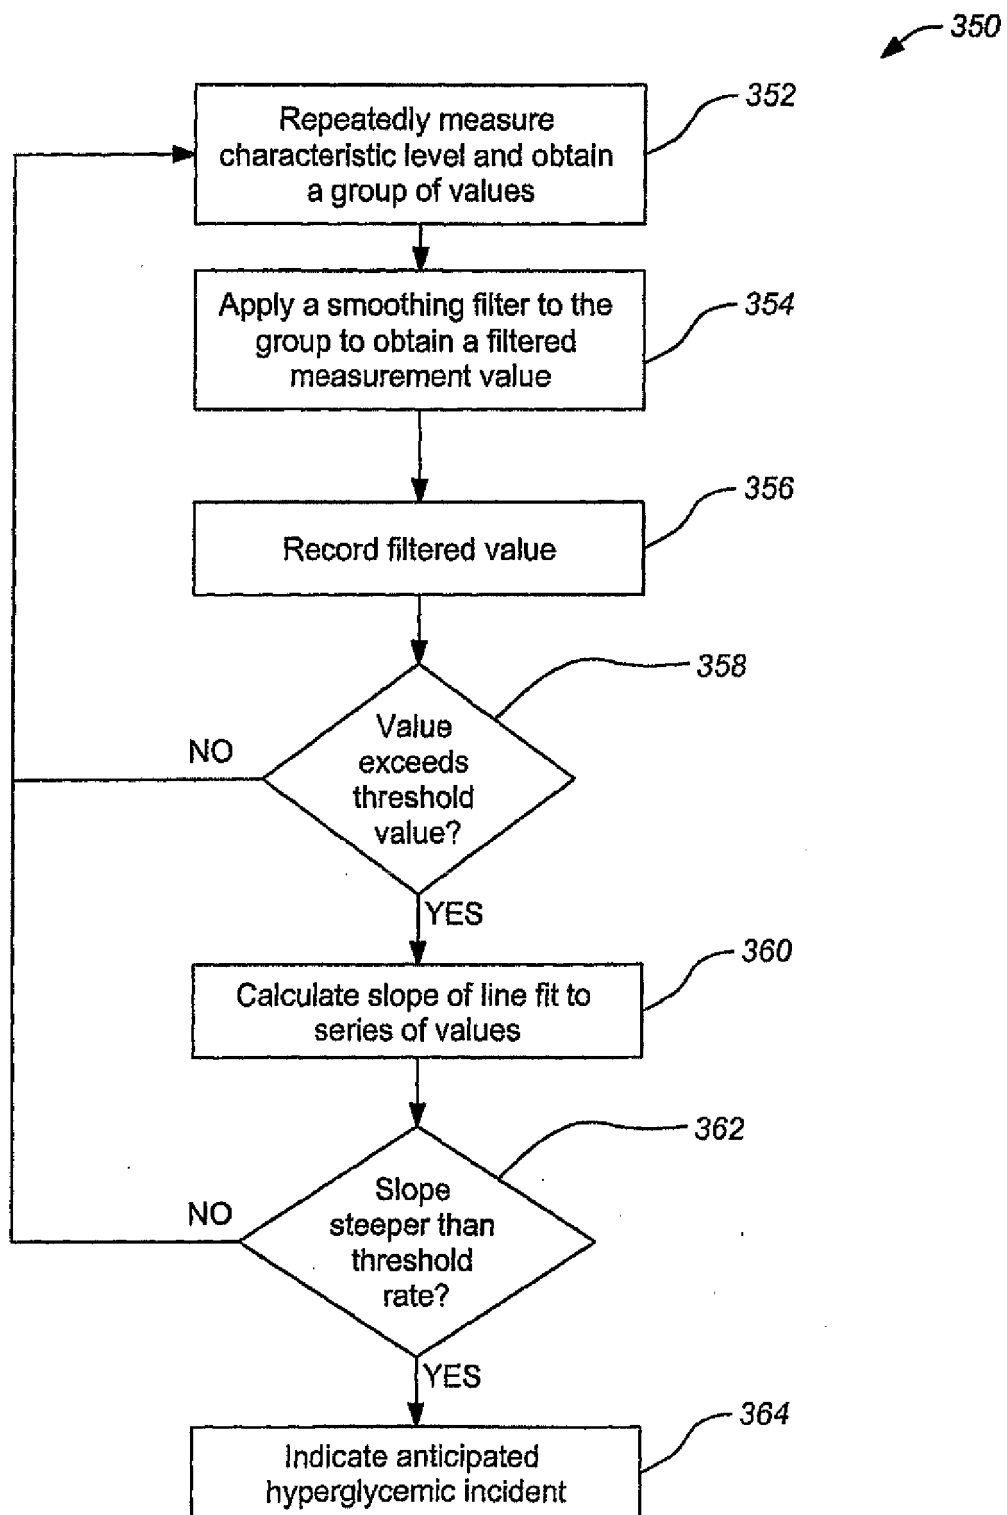 350
Repeatedly measure
characteristic level and obtain
a group of values
352
Apply a smoothing filter to the
group to obtain a filtered
measurement value
354
Record filtered value
356
Value
exceeds
threshold
value?
358
NO
YES
Calculate slope of line fit to
series of values
360
Slope
steeper than
threshold
rate?
362
NO
YES
Indicate anticipated
hyperglycemic incident
364